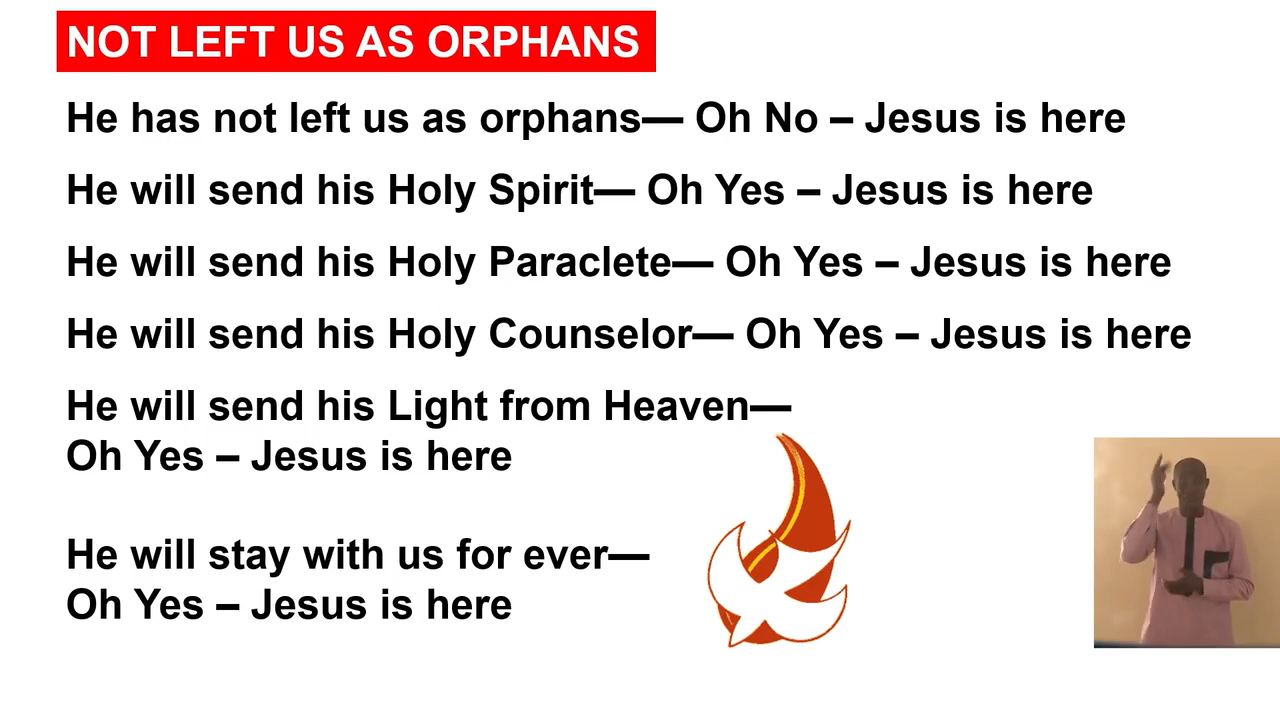 NOT LEFT US AS ORPHANS
He has not left us as orphans— Oh No – Jesus is here
He will send his Holy Spirit— Oh Yes – Jesus is here
He will send his Holy Paraclete— Oh Yes – Jesus is here
He will send his Holy Counselor— Oh Yes – Jesus is here
He will send his Light from Heaven—
Oh Yes – Jesus is here
He will stay with us for ever—
Oh Yes – Jesus is here